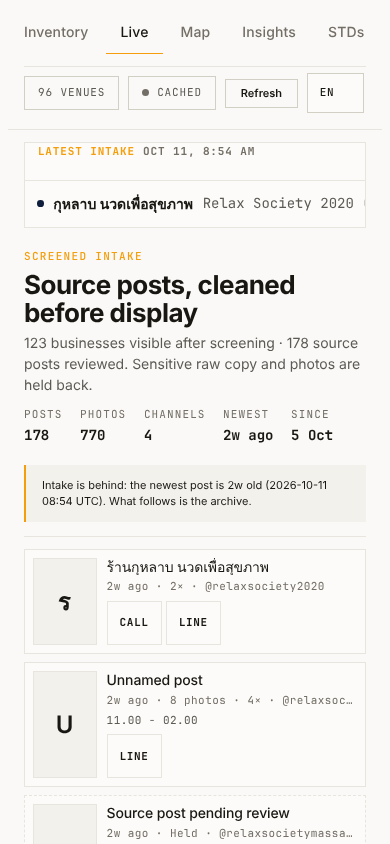 Inventory Live Map Insights STDs
96 VENUES CACHED Refresh EN
LATEST INTAKE OCT 11, 8:54 AM
กุหลาบ นวดเพื่อสุขภาพ Relax Society 2020
SCREENED INTAKE
Source posts, cleaned
before display
123 businesses visible after screening · 178 source
posts reviewed. Sensitive raw copy and photos are
held back.
POSTS PHOTOS CHANNELS NEWEST SINCE
178 770 4 2w ago 5 Oct
Intake is behind: the newest post is 2w old (2026-10-11
08:54 UTC). What follows is the archive.
ร
ร้านกุหลาบ นวดเพื่อสุขภาพ
2w ago · 2× · @relaxsociety2020
CALL LINE
U
Unnamed post
2w ago · 8 photos · 4× · @relaxsoc…
11.00 - 02.00
LINE
Source post pending review
2w ago · Held · @relaxsocietymassa…